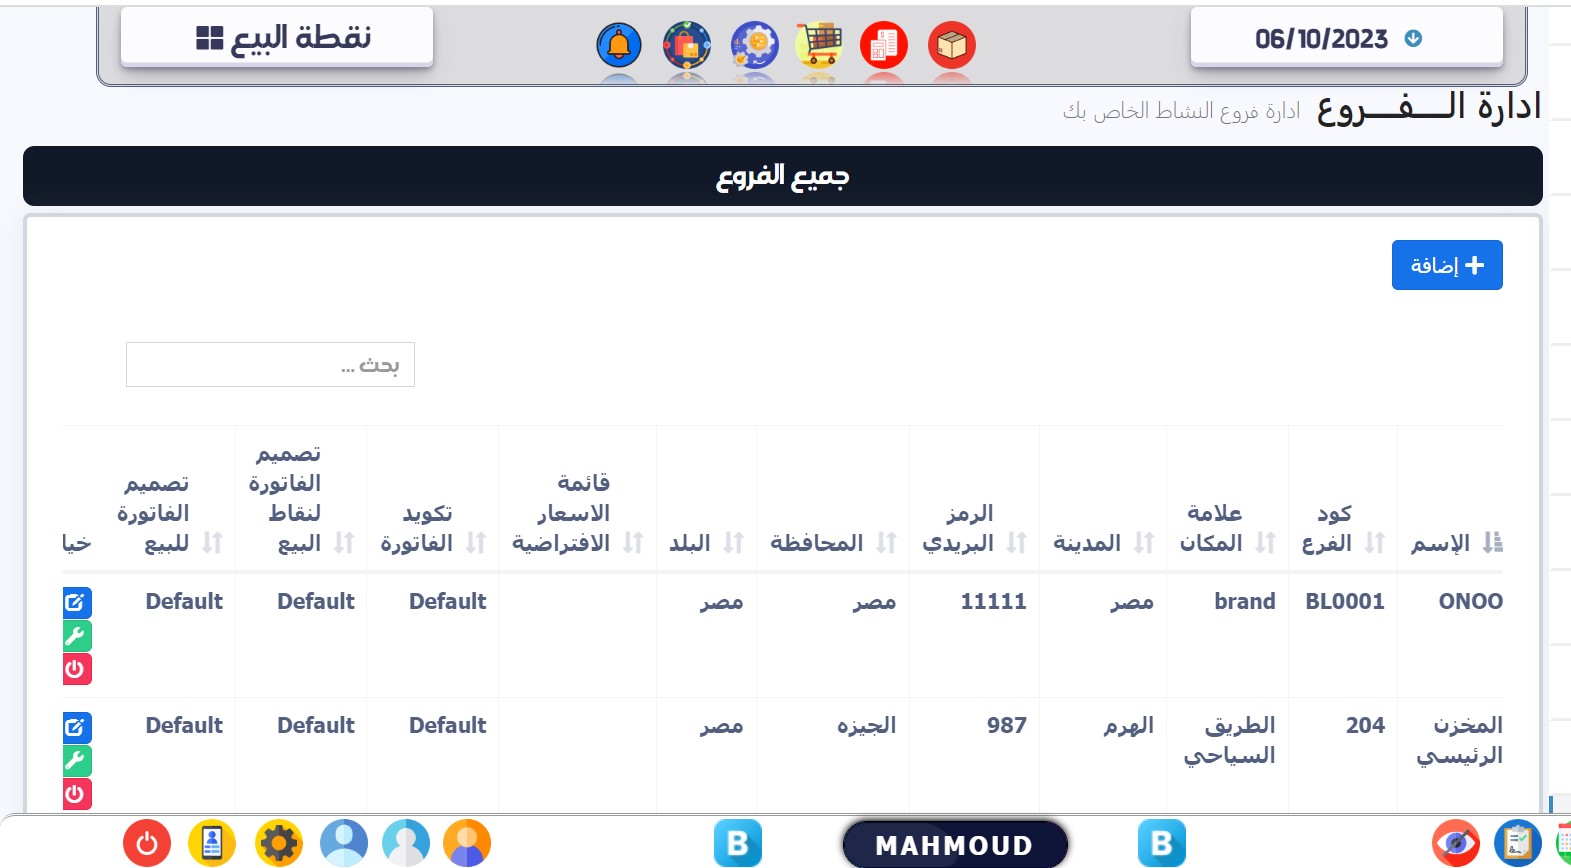 06/10/2023
نقطة البيع
ادارة الـــفـــروع ادارة فروع النشاط الخاص بك
جميع الفروع
إضافة
بحث ...
الإسم
كود الفرع
علامة المكان
المدينة
الرمز البريدي
المحافظة
البلد
قائمة الاسعار الافتراضية
تكويد الفاتورة
تصميم الفاتورة لنقاط البيع
تصميم الفاتورة للبيع
خيا
ONOO BL0001 brand مصر 11111 مصر مصر Default Default Default
المخزن الرئيسي 204 الطريق السياحي الهرم 987 الجيزه مصر Default Default Default
B MAHMOUD B